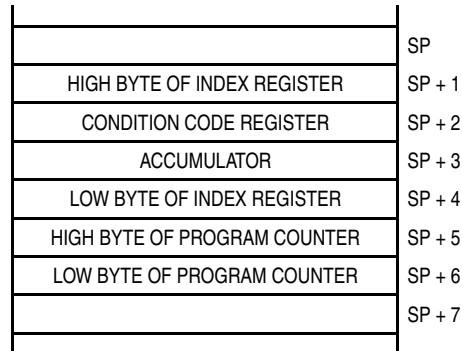 SP
HIGH BYTE OF INDEX REGISTER SP + 1
CONDITION CODE REGISTER SP + 2
ACCUMULATOR SP + 3
LOW BYTE OF INDEX REGISTER SP + 4
HIGH BYTE OF PROGRAM COUNTER SP + 5
LOW BYTE OF PROGRAM COUNTER SP + 6
SP + 7